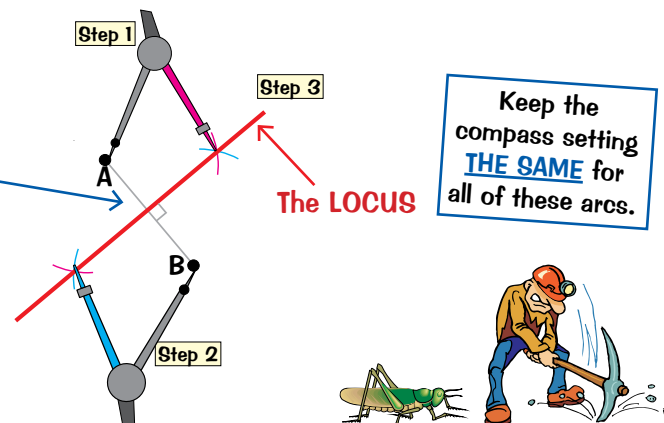 Step 1
Step 3
Keep the
compass setting
THE SAME for
all of these arcs.
A
The LOCUS
B
Step 2